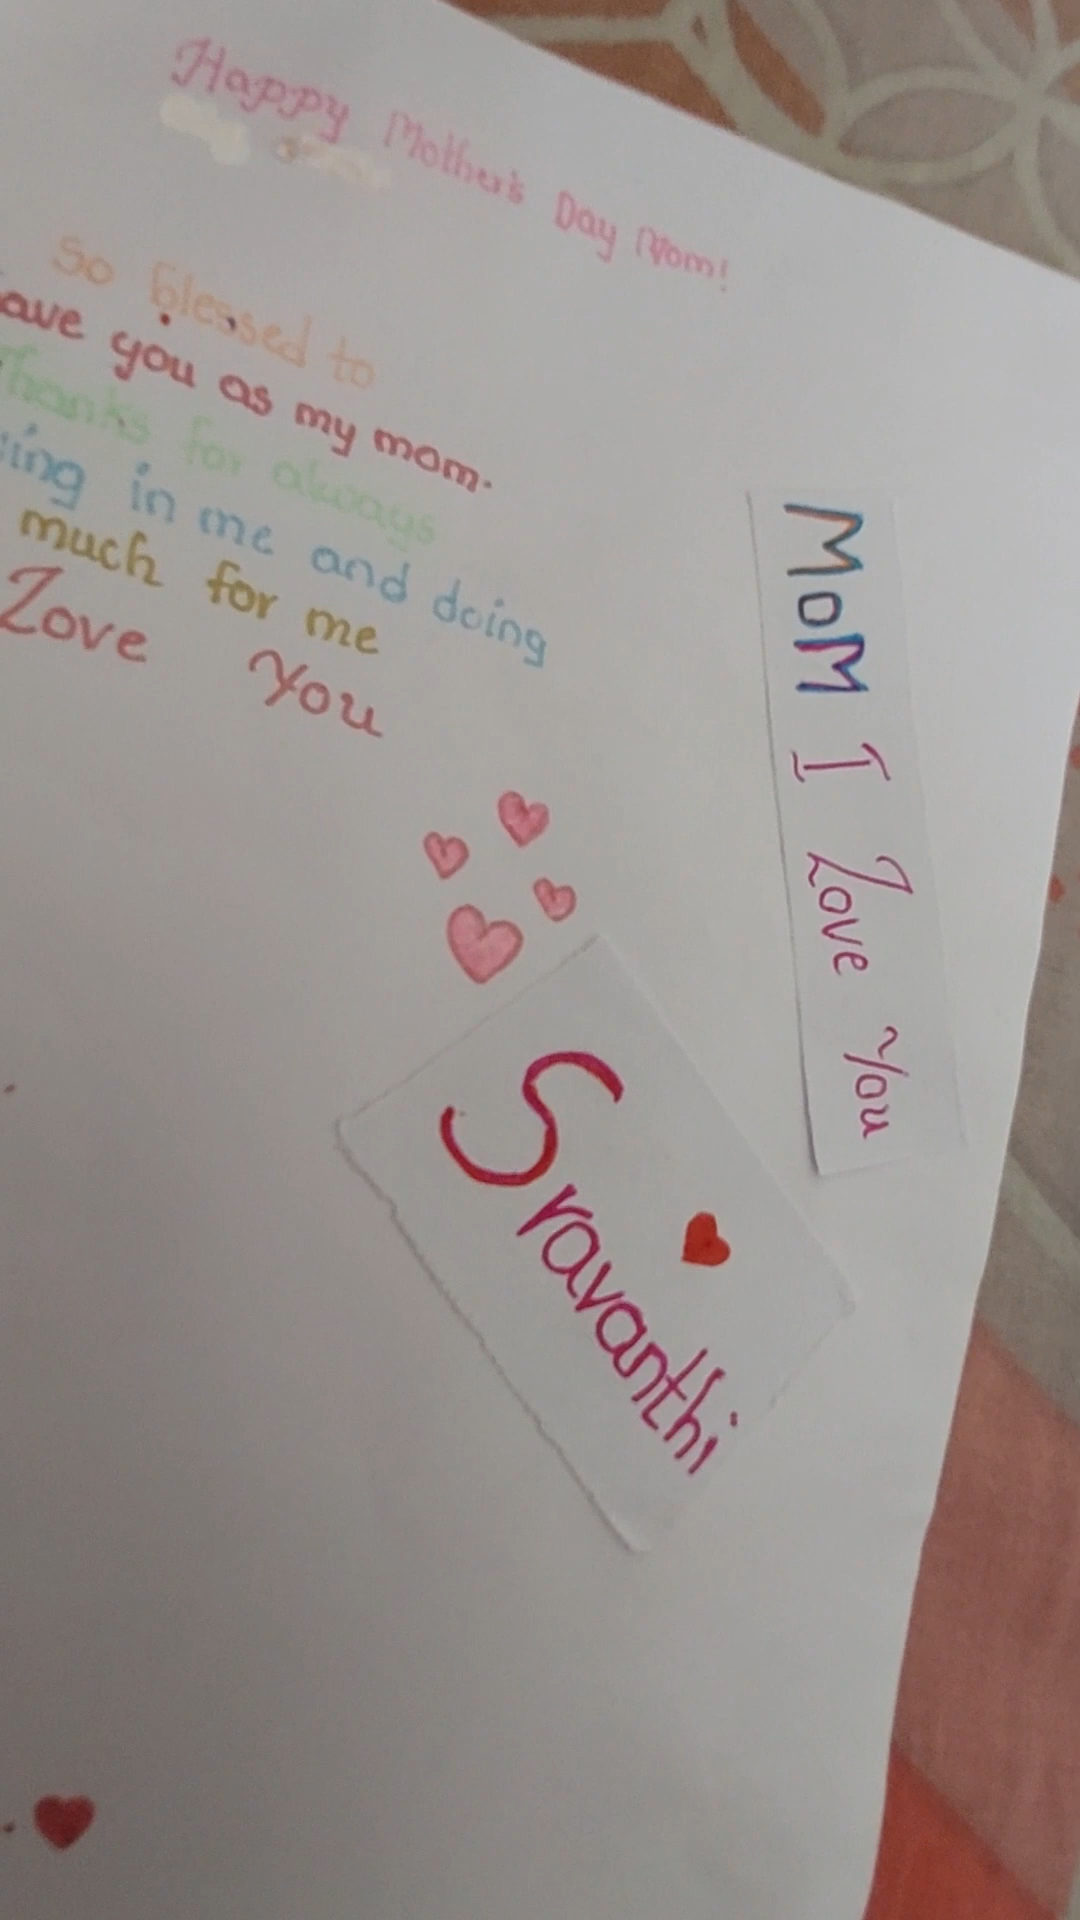 Happy Mother's Day Mom!
So blessed to
ave you as my mom.
Thanks for always
ing in me and doing
much for me
Love You
MOM I Love You
Sravanthi